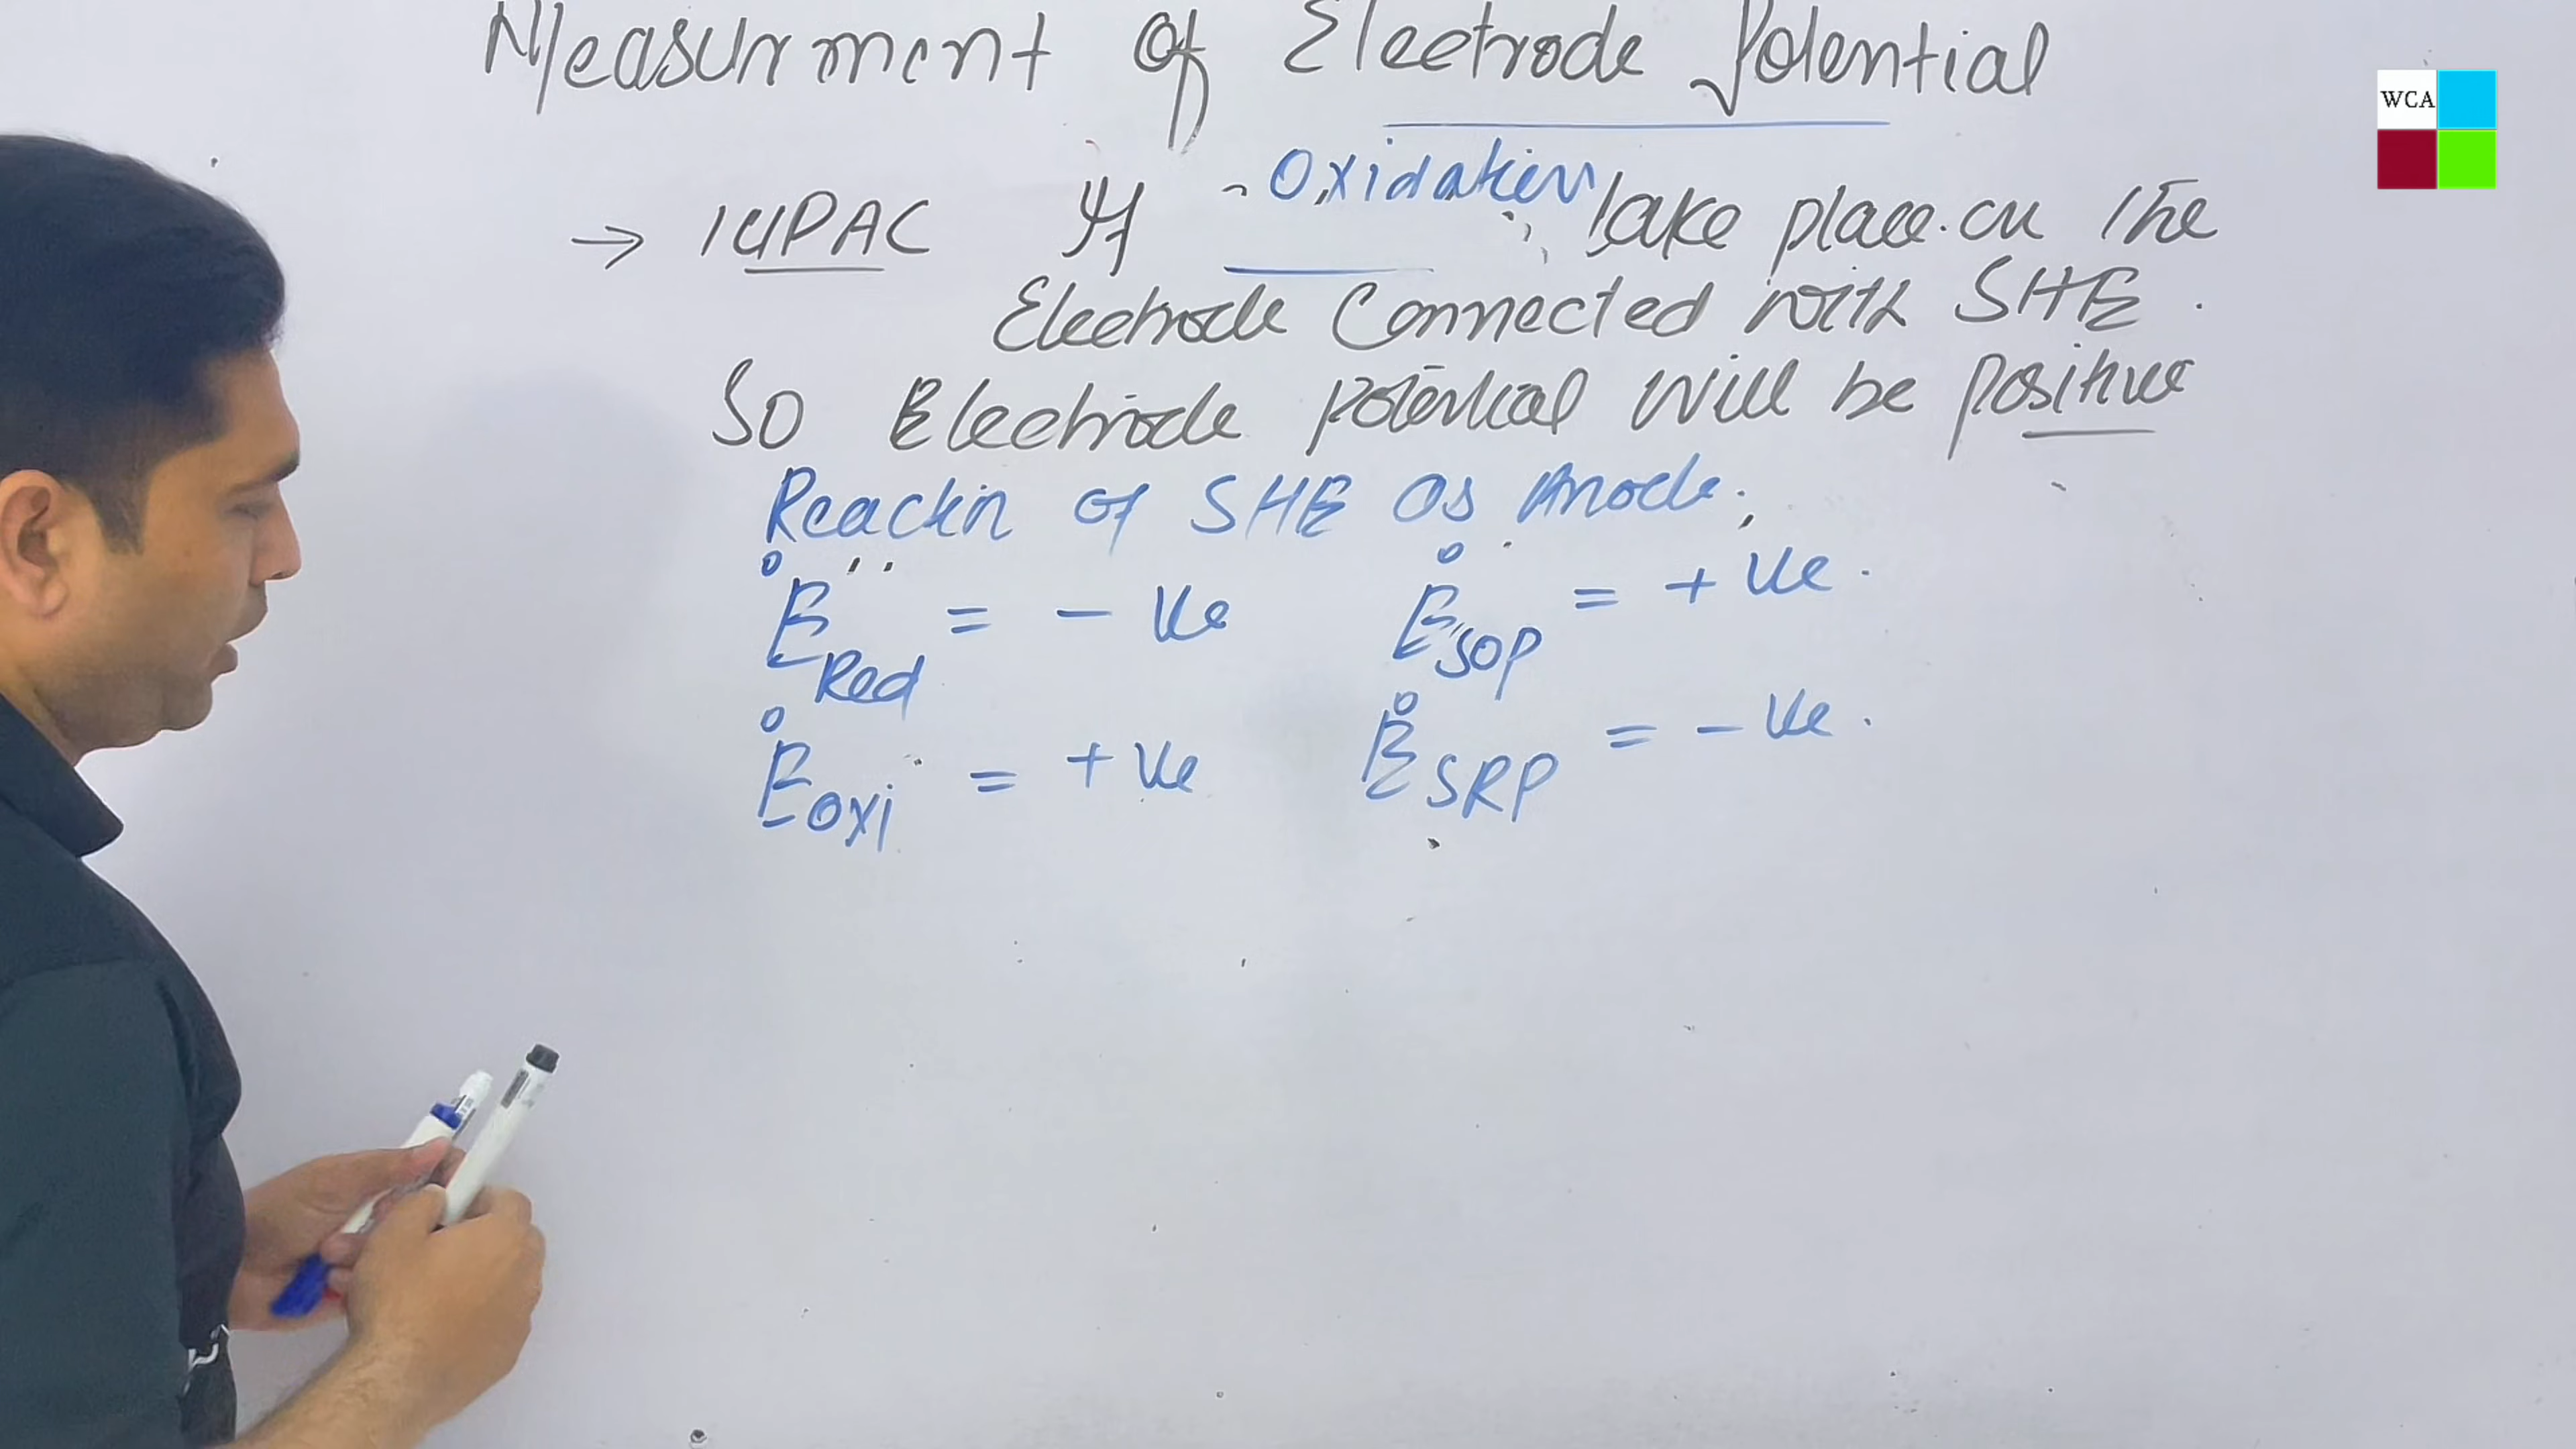 Measurment Of Electrode Potential
WCA
→ IUPAC If Oxidation take place on the
Electrode Connected with SHE.
So Electrode potential will be positive
Reactin of SHE as Anode;
E°Red = - Ve E°SOP = + Ve.
E°oxi = + Ve E°SRP = - Ve.